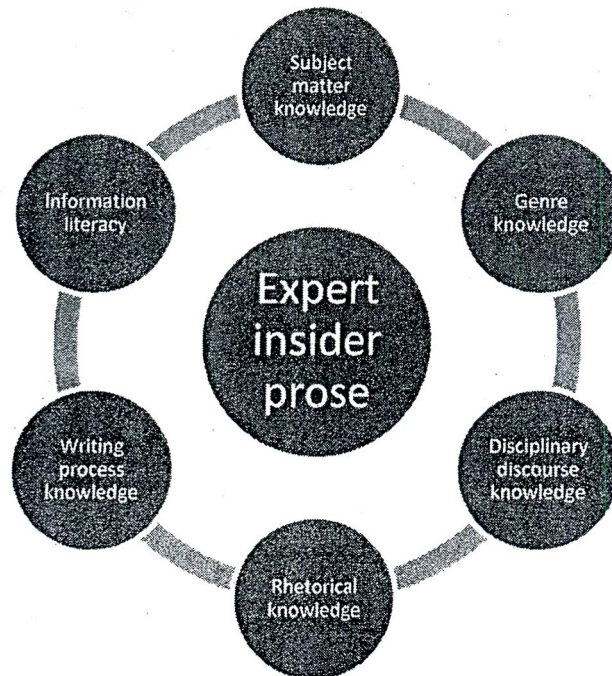 Subject
matter
knowledge
Genre
knowledge
Disciplinary
discourse
knowledge
Rhetorical
knowledge
Writing
process
knowledge
Information
literacy
Expert
insider
prose